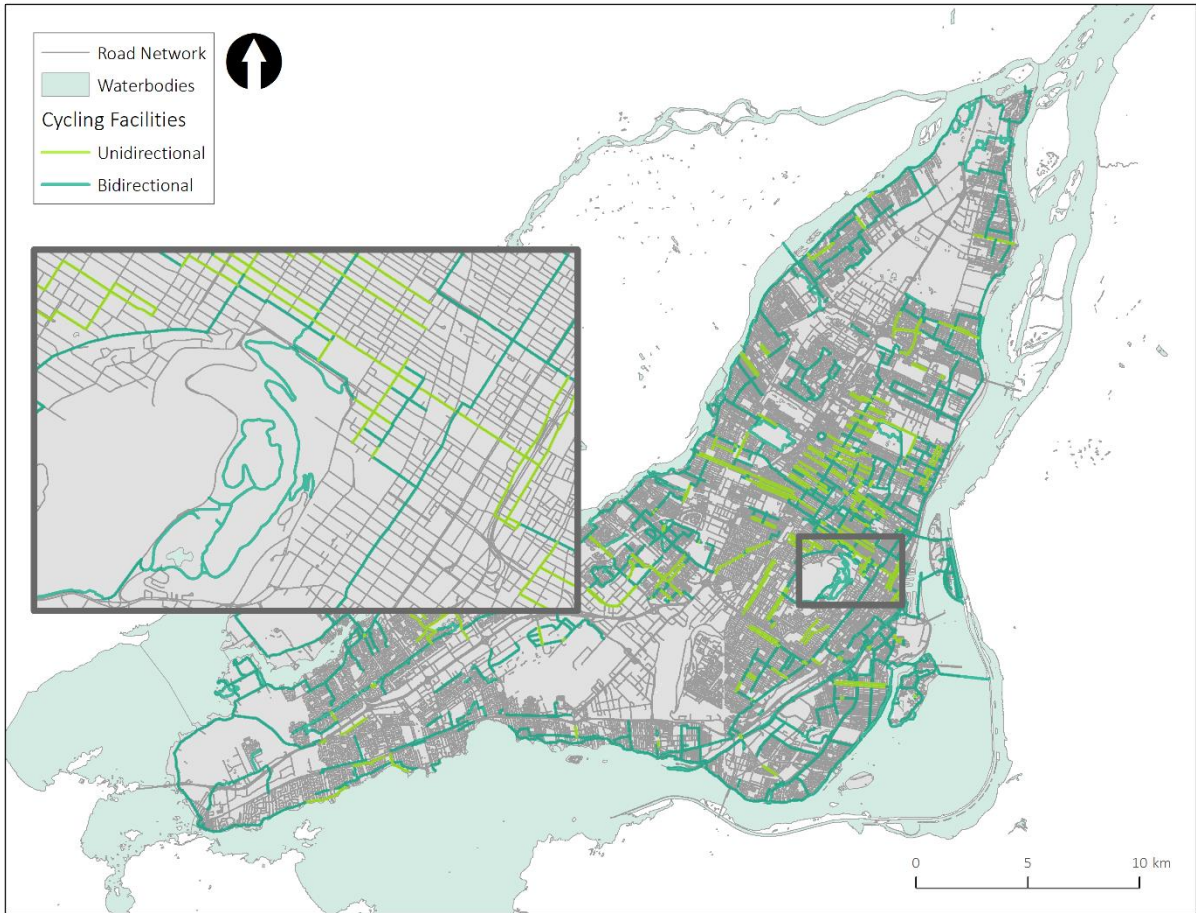 Road Network
Waterbodies
Cycling Facilities
Unidirectional
Bidirectional
0 5 10 km